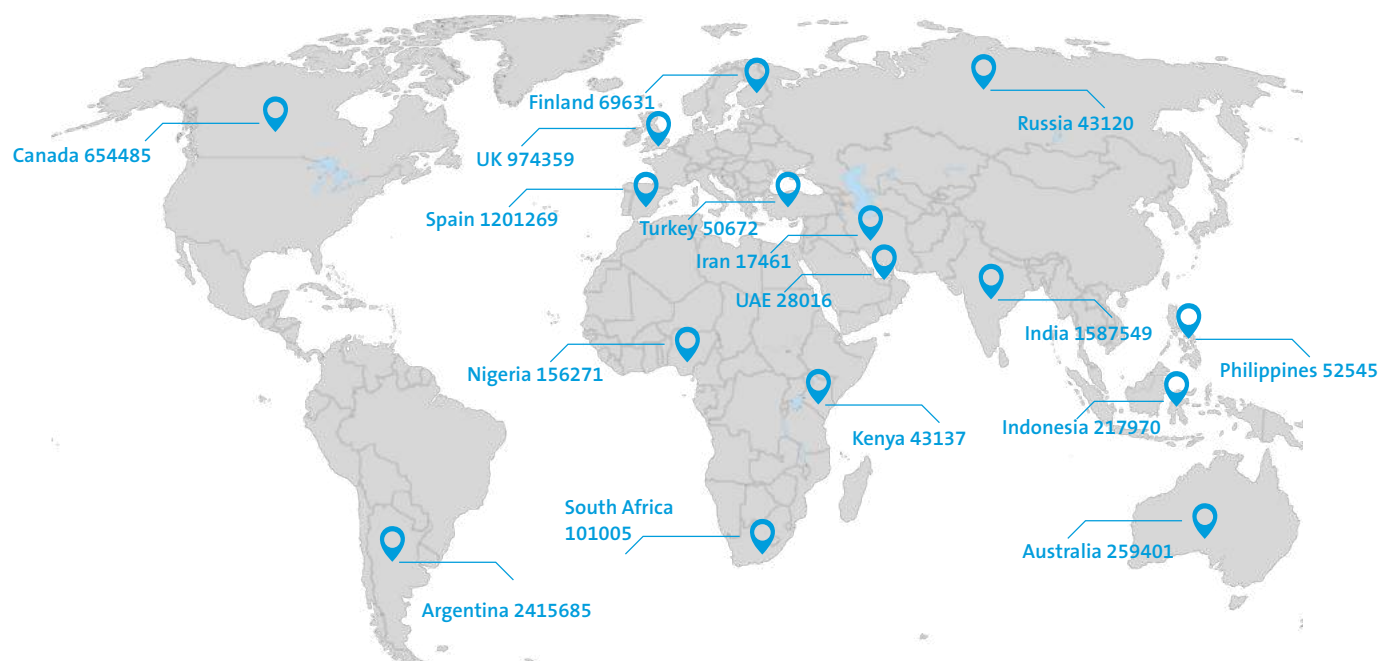 Finland 69631
Russia 43120
Canada 654485
UK 974359
Spain 1201269
Turkey 50672
Iran 17461
UAE 28016
India 1587549
Nigeria 156271
Philippines 52545
Indonesia 217970
Kenya 43137
South Africa
101005
Australia 259401
Argentina 2415685